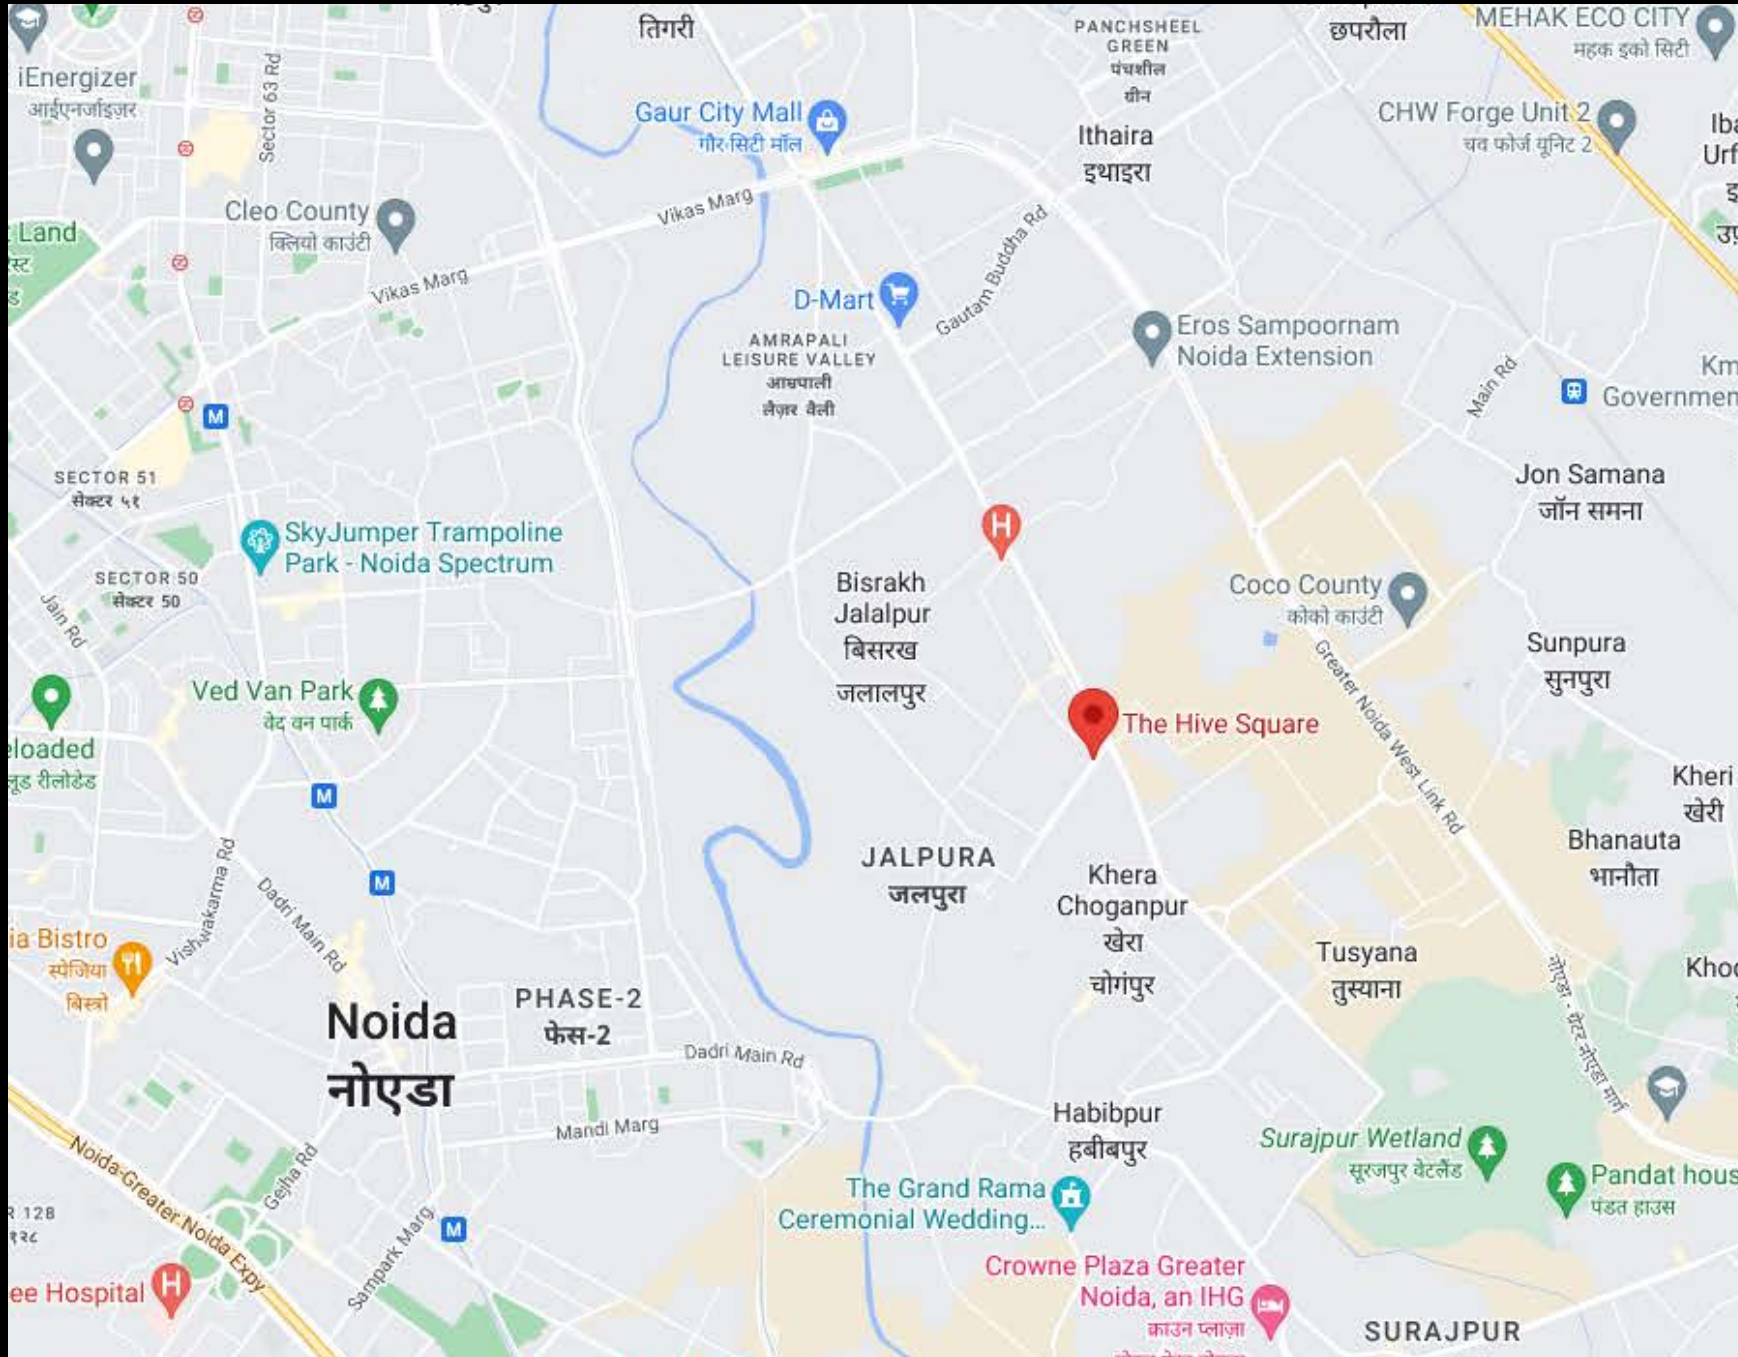 तिगरी
PANCHSHEEL
GREEN
पंचशील
ग्रीन
छपरौला
MEHAK ECO CITY
महक इको सिटी
iEnergizer
आईएनर्जाइज़र
Sector 63 Rd
Gaur City Mall
गौर सिटी मॉल
Ithaira
इथाइरा
CHW Forge Unit 2
चव फोर्ज यूनिट 2
Cleo County
क्लियो काउंटी
Vikas Marg
Land
Vikas Marg
Gautam Buddha Rd
D-Mart
AMRAPALI
LEISURE VALLEY
आम्रपाली
लैज़र वैली
Eros Sampoornam
Noida Extension
Main Rd
M
SECTOR 51
सेक्टर ५१
Jon Samana
जॉन समना
SkyJumper Trampoline
Park - Noida Spectrum
H
SECTOR 50
सेक्टर 50
Jain Rd
Bisrakh
Jalalpur
बिसरख
जलालपुर
Coco County
कोको काउंटी
Sunpura
सुनपुरा
Ved Van Park
वेद वन पार्क
The Hive Square
Greater Noida West Link Rd
eloaded
लूड रीलोडेड
M
Kheri
खेरी
Bhanauta
भानौता
JALPURA
जलपुरा
Khera
Choganpur
खेरा
चोगंपुर
M
Vishwakarma Rd
Dadri Main Rd
ia Bistro
स्पेजिया
बिस्त्रो
Tusyana
तुस्याना
नोएडा - ग्रेटर नोएडा मार्ग
Noida
नोएडा
PHASE-2
फेस-2
Dadri Main Rd
Mandi Marg
Habibpur
हबीबपुर
Surajpur Wetland
सूरजपुर वेटलैंड
Pandat hous
पंडत हाउस
Noida-Greater Noida Expy
Gejha Rd
Sampark Marg
The Grand Rama
Ceremonial Wedding...
R 128
१२८
M
ee Hospital
H
Crowne Plaza Greater
Noida, an IHG
क्राउन प्लाज़ा
SURAJPUR